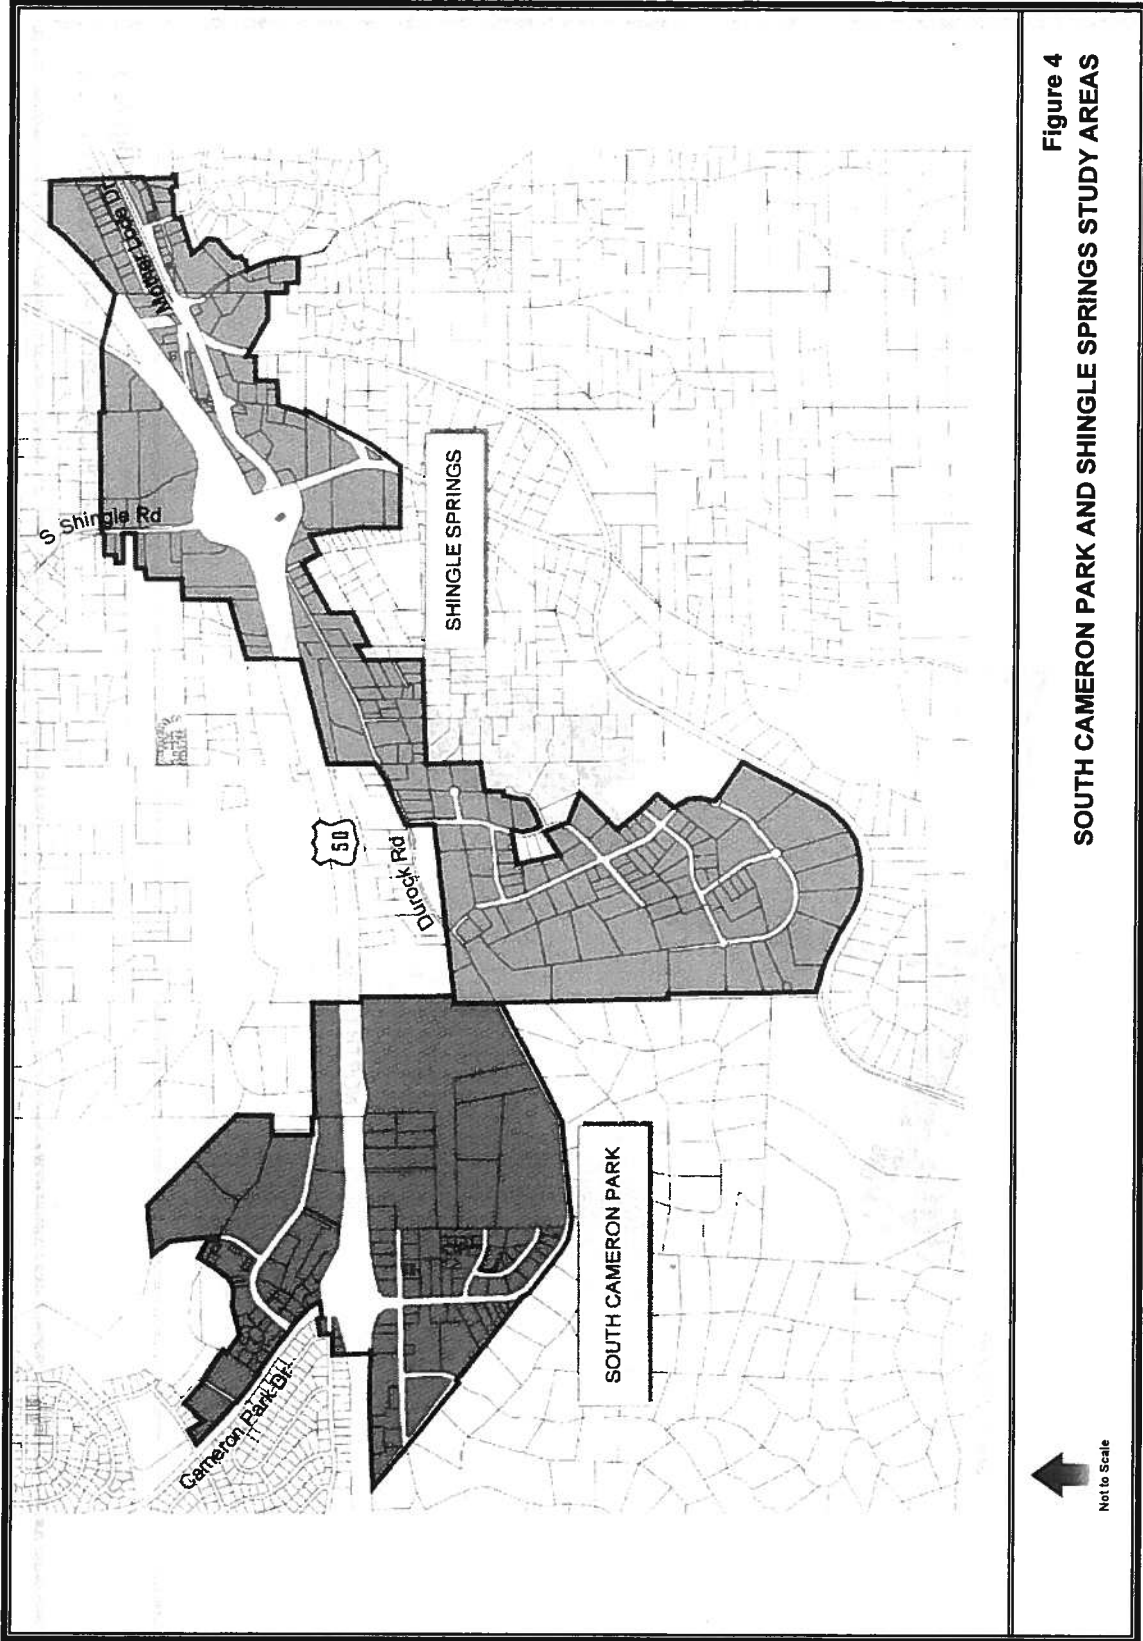 Figure 4
SOUTH CAMERON PARK AND SHINGLE SPRINGS STUDY AREAS
Mother Lode Dr
S Shingle Rd
SHINGLE SPRINGS
50
Durock Rd
SOUTH CAMERON PARK
Cameron Park Dr.
Not to Scale